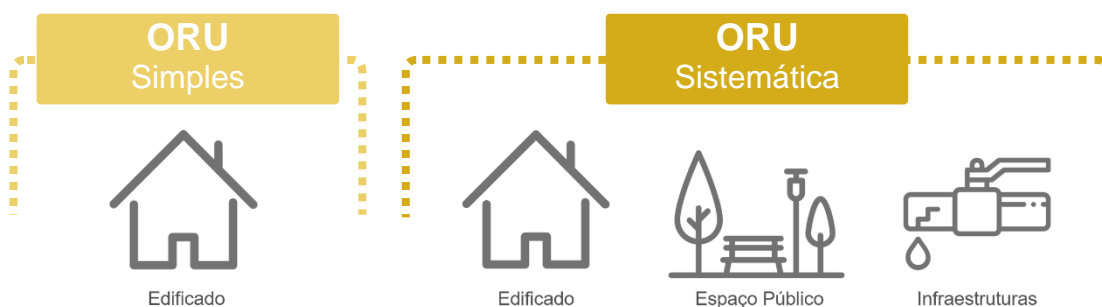 ORU
Simples
ORU
Sistemática
Edificado
Edificado
Espaço Público
Infraestruturas